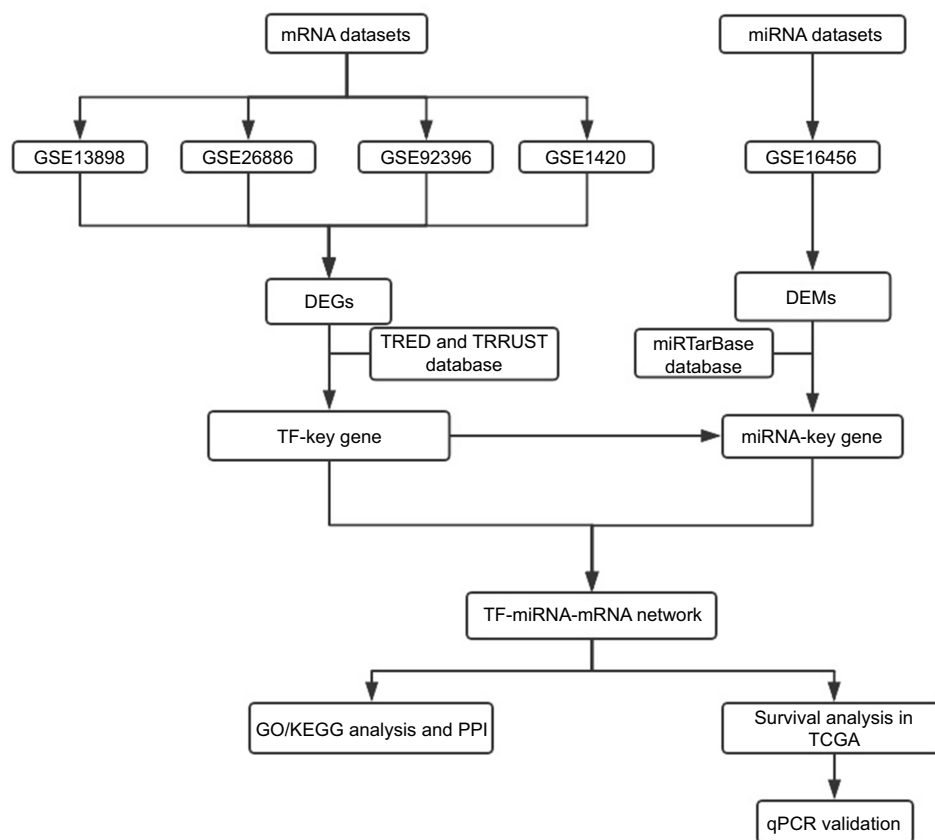 mRNA datasets
miRNA datasets
GSE13898
GSE26886
GSE92396
GSE1420
GSE16456
DEGs
DEMs
TRED and TRRUST
database
miRTarBase
database
TF-key gene
miRNA-key gene
TF-miRNA-mRNA network
GO/KEGG analysis and PPI
Survival analysis in
TCGA
qPCR validation